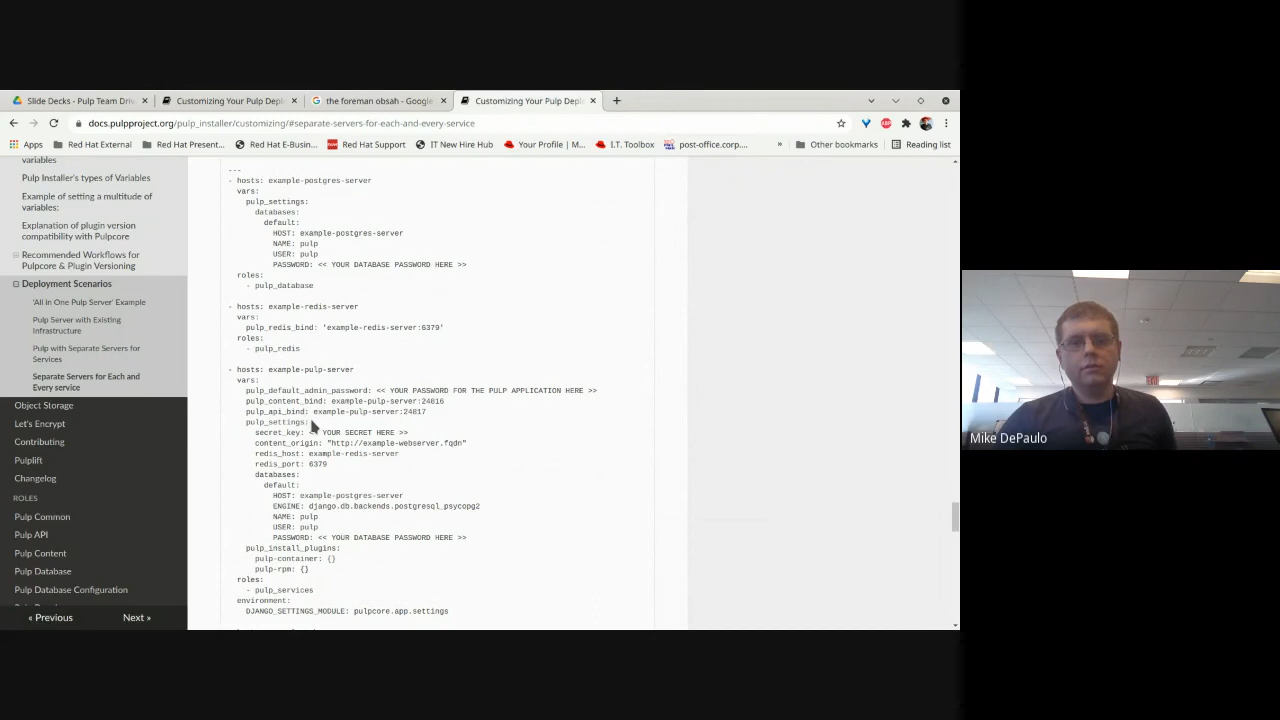 Slide Decks - Pulp Team Driv
Customizing Your Pulp Depl
the foreman obsah - Google
Customizing Your Pulp Depl
docs.pulpproject.org/pulp_installer/customizing/#separate-servers-for-each-and-every-service
Apps
Red Hat External
Red Hat Present...
Red Hat E-Busin...
Red Hat Support
IT New Hire Hub
Your Profile | M...
I.T. Toolbox
post-office.corp....
»
Other bookmarks
Reading list
variables
Pulp Installer's types of Variables
Example of setting a multitude of
variables:
Explanation of plugin version
compatibility with Pulpcore
Recommended Workflows for
Pulpcore & Plugin Versioning
Deployment Scenarios
'All in One Pulp Server' Example
Pulp Server with Existing
Infrastructure
Pulp with Separate Servers for
Services
Separate Servers for Each and
Every service
Object Storage
Let's Encrypt
Contributing
Pulplift
Changelog
ROLES
Pulp Common
Pulp API
Pulp Content
Pulp Database
Pulp Database Configuration
« Previous
Next »
---
- hosts: example-postgres-server
vars:
pulp_settings:
databases:
default:
HOST: example-postgres-server
NAME: pulp
USER: pulp
PASSWORD: << YOUR DATABASE PASSWORD HERE >>
roles:
- pulp_database
- hosts: example-redis-server
vars:
pulp_redis_bind: 'example-redis-server:6379'
roles:
- pulp_redis
- hosts: example-pulp-server
vars:
pulp_default_admin_password: << YOUR PASSWORD FOR THE PULP APPLICATION HERE >>
pulp_content_bind: example-pulp-server:24816
pulp_api_bind: example-pulp-server:24817
pulp_settings:
secret_key: << YOUR SECRET HERE >>
content_origin: "http://example-webserver.fqdn"
redis_host: example-redis-server
redis_port: 6379
databases:
default:
HOST: example-postgres-server
ENGINE: django.db.backends.postgresql_psycopg2
NAME: pulp
USER: pulp
PASSWORD: << YOUR DATABASE PASSWORD HERE >>
pulp_install_plugins:
pulp-container: {}
pulp-rpm: {}
roles:
- pulp_services
environment:
DJANGO_SETTINGS_MODULE: pulpcore.app.settings
Mike DePaulo